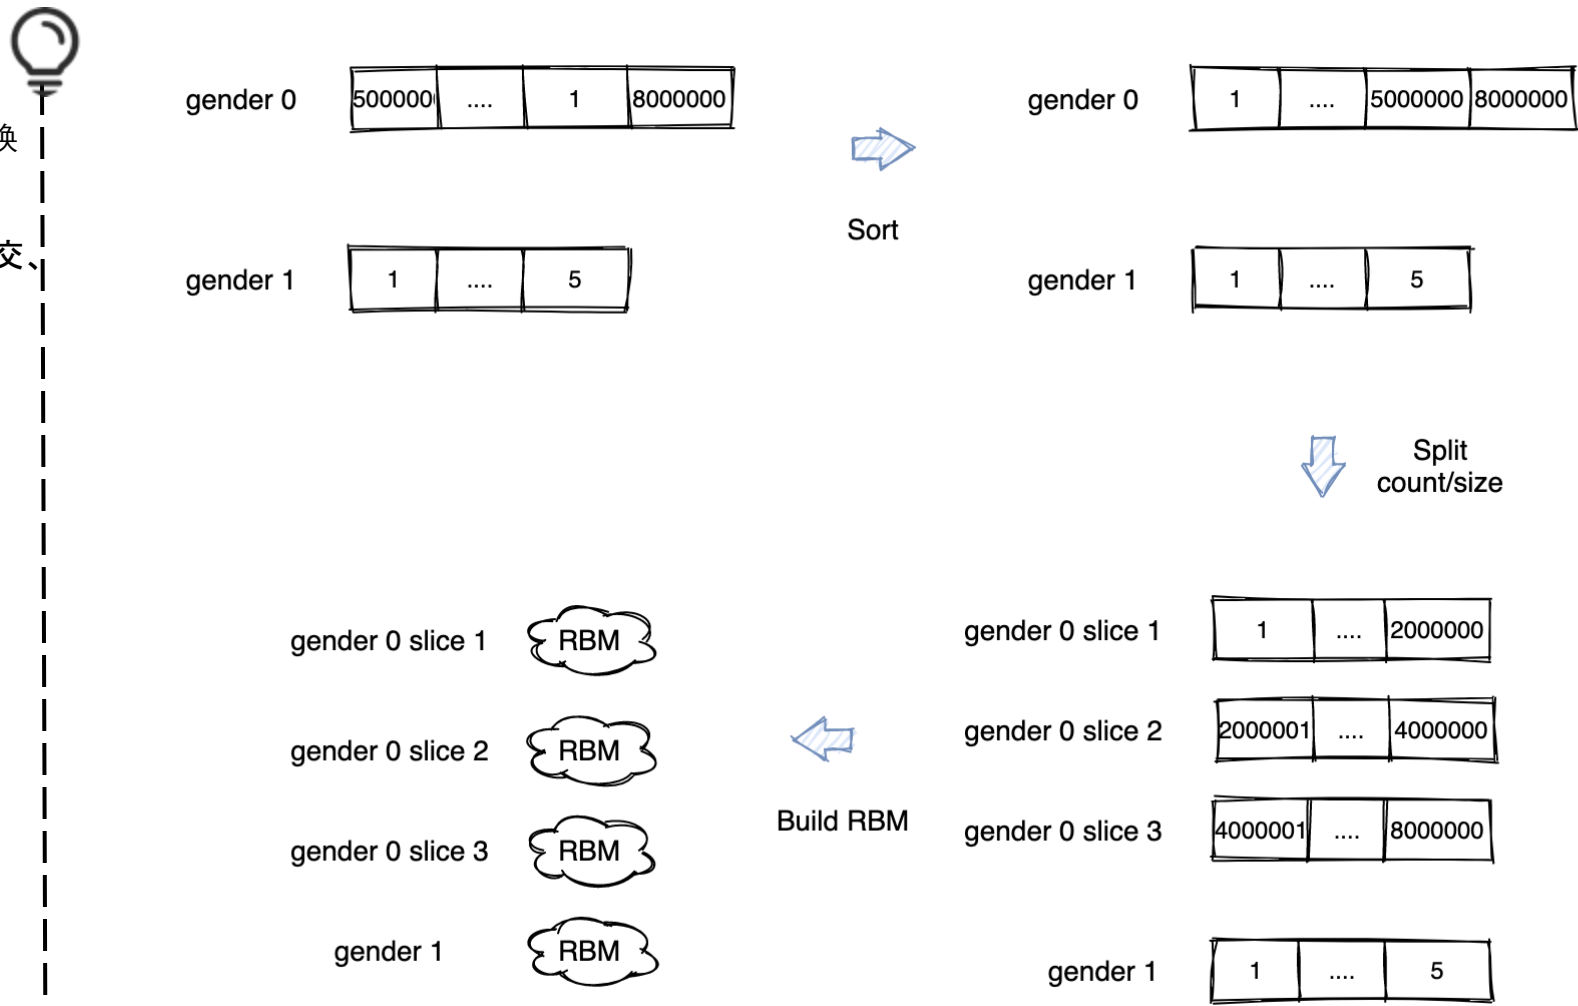 换
交、
gender 0 500000 .... 1 8000000
gender 0 1 .... 5000000 8000000
Sort
gender 1 1 .... 5
gender 1 1 .... 5
Split
count/size
gender 0 slice 1 RBM
gender 0 slice 1 1 .... 2000000
gender 0 slice 2 RBM
gender 0 slice 2 2000001 .... 4000000
Build RBM
gender 0 slice 3 RBM
gender 0 slice 3 4000001 .... 8000000
gender 1 RBM
gender 1 1 .... 5